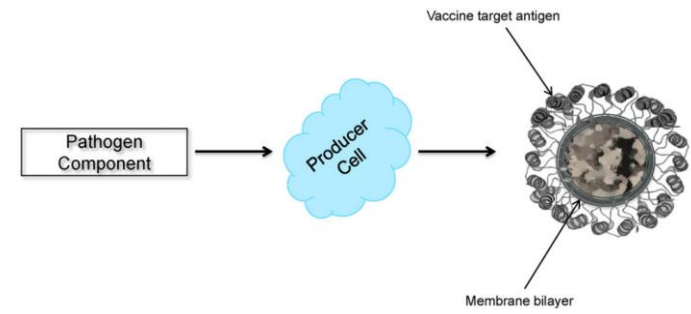 Vaccine target antigen
Pathogen
Component
Producer
Cell
Membrane bilayer